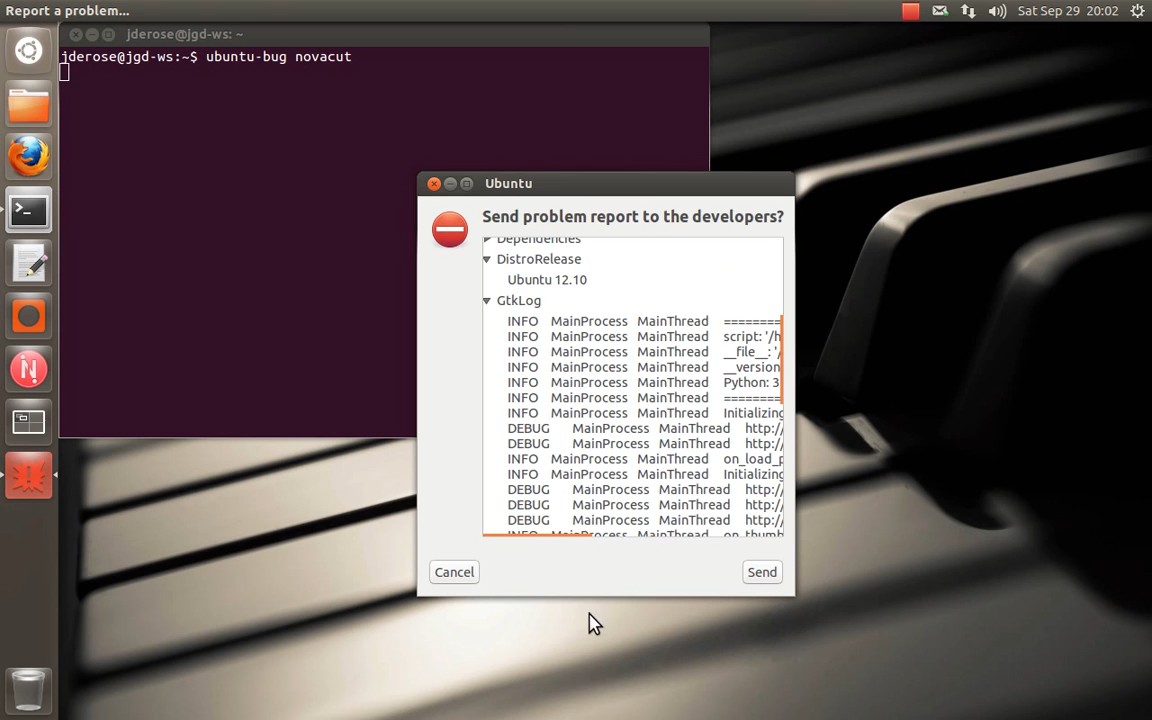 Report a problem...
Sat Sep 29 20:02
jderose@jgd-ws: ~
jderose@jgd-ws:~$ ubuntu-bug novacut
Ubuntu
Send problem report to the developers?
Dependencies
DistroRelease
Ubuntu 12.10
GtkLog
INFO MainProcess MainThread ========
INFO MainProcess MainThread script: '/h
INFO MainProcess MainThread __file__: '/
INFO MainProcess MainThread __version
INFO MainProcess MainThread Python: 3
INFO MainProcess MainThread ========
INFO MainProcess MainThread Initializing
DEBUG MainProcess MainThread http:/
DEBUG MainProcess MainThread http:/
INFO MainProcess MainThread on_load_p
INFO MainProcess MainThread Initializing
DEBUG MainProcess MainThread http:/
DEBUG MainProcess MainThread http:/
DEBUG MainProcess MainThread http:/
INFO MainProcess MainThread on_thumb
Cancel
Send